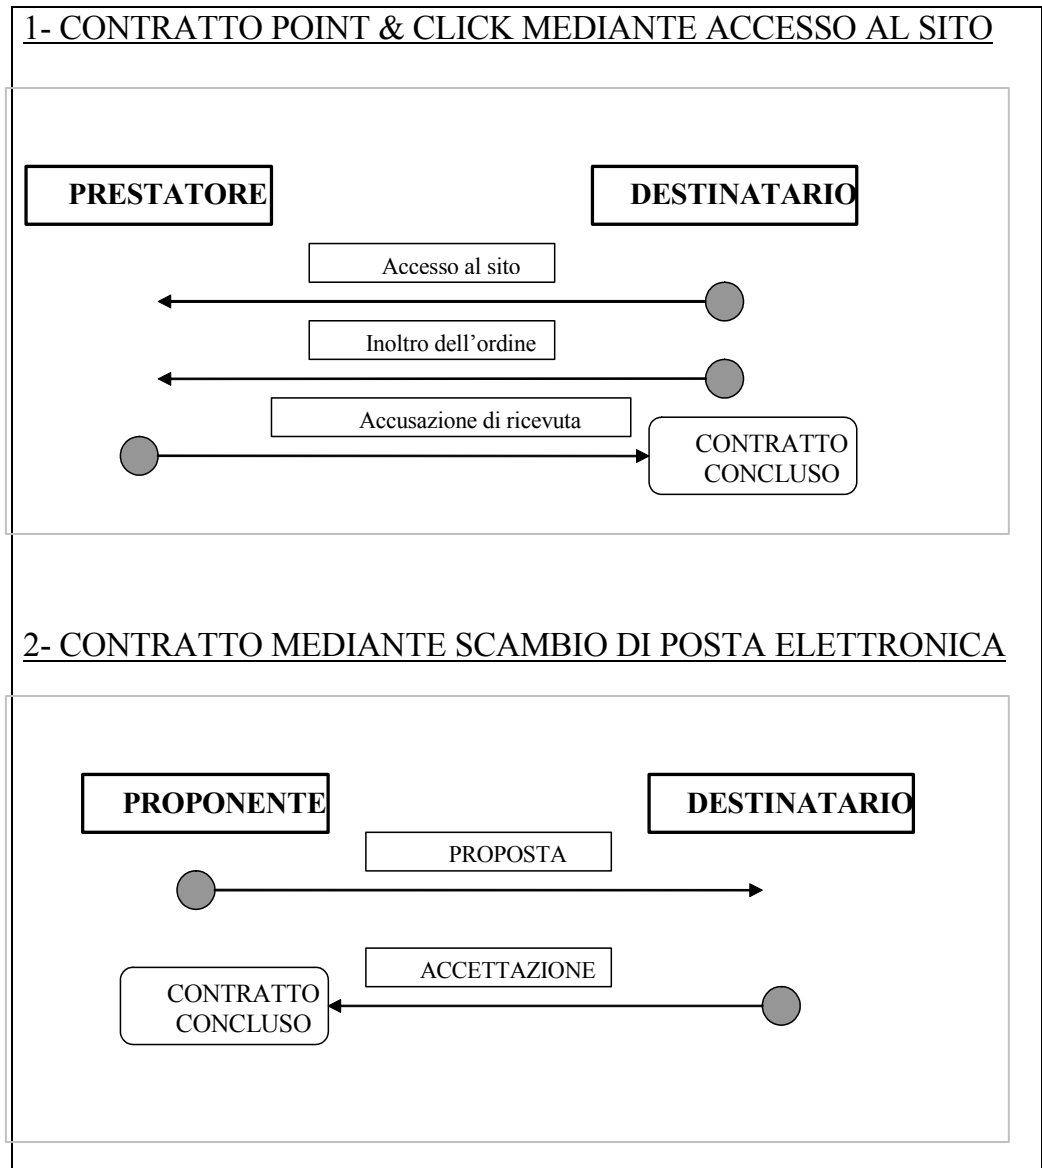 1- CONTRATTO POINT & CLICK MEDIANTE ACCESSO AL SITO
PRESTATORE
DESTINATARIO
Accesso al sito
Inoltro dell’ordine
Accusazione di ricevuta
CONTRATTO
CONCLUSO
2- CONTRATTO MEDIANTE SCAMBIO DI POSTA ELETTRONICA
PROPONENTE
DESTINATARIO
PROPOSTA
ACCETTAZIONE
CONTRATTO
CONCLUSO